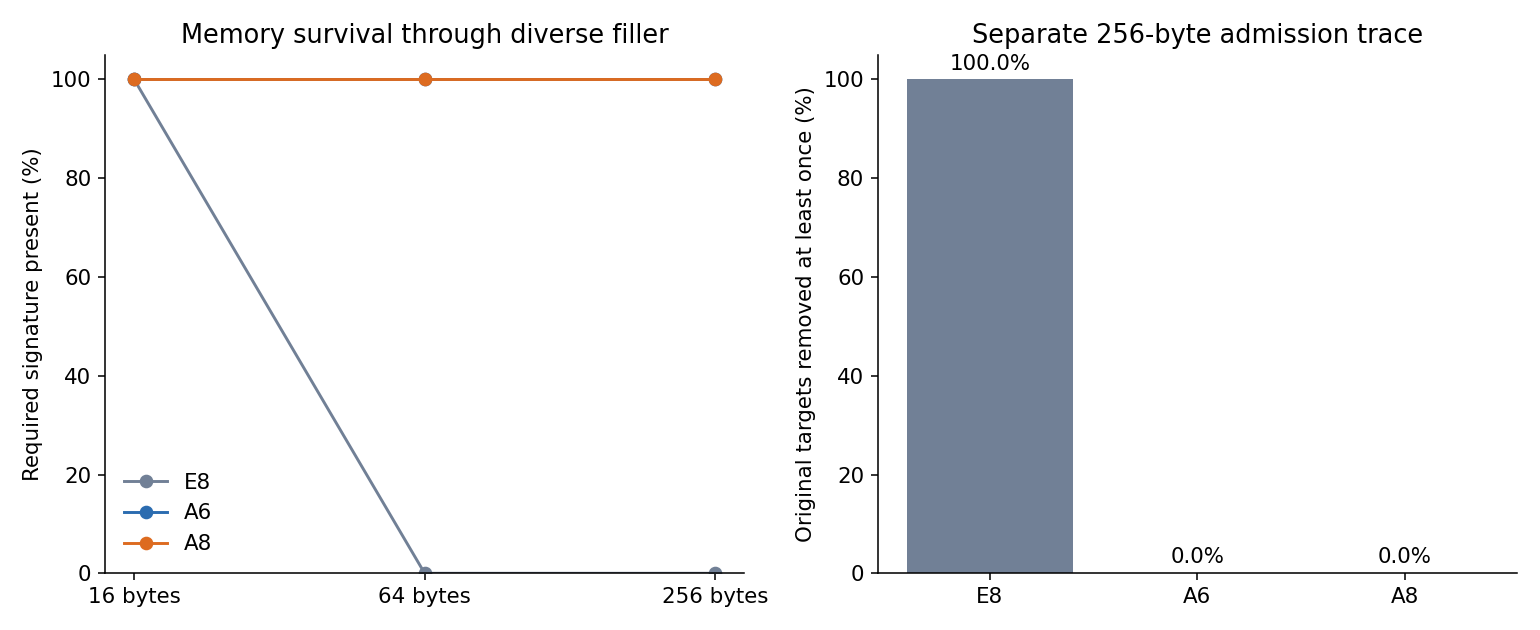 Memory survival through diverse filler
Required signature present (%)
100
80
60
40
20
0
16 bytes
64 bytes
256 bytes
E8
A6
A8
Separate 256-byte admission trace
Original targets removed at least once (%)
100
80
60
40
20
0
100.0%
0.0%
0.0%
E8
A6
A8